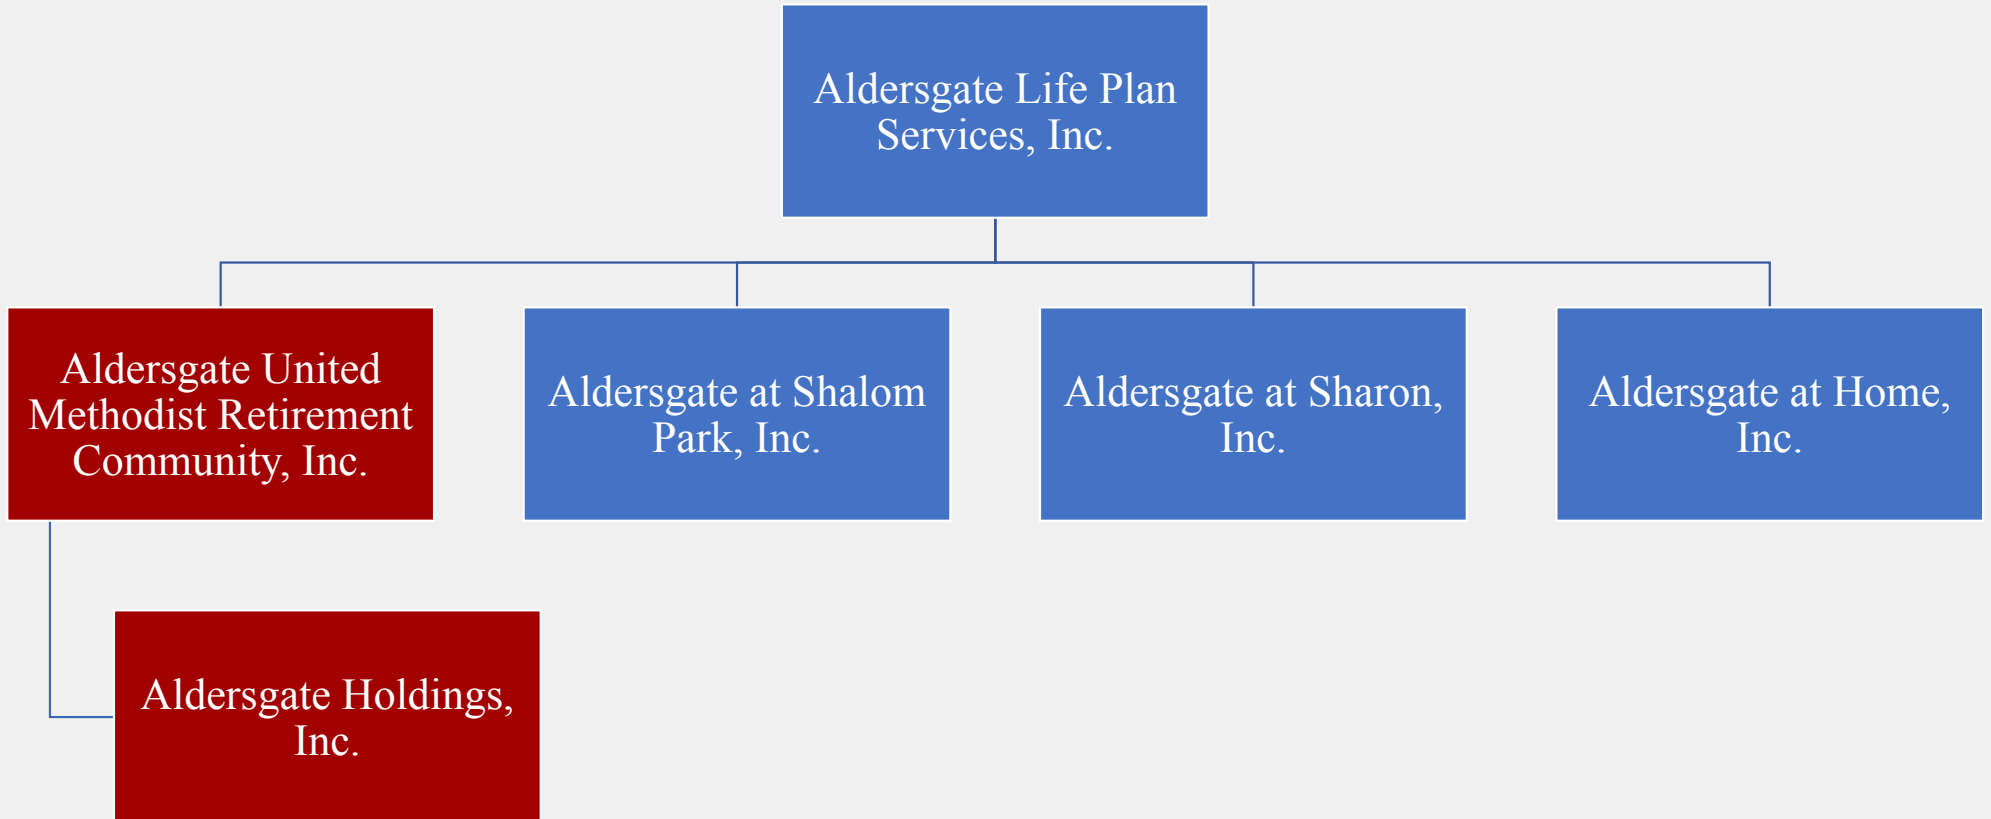 Aldersgate Life Plan
Services, Inc.
Aldersgate United
Methodist Retirement
Community, Inc.
Aldersgate at Shalom
Park, Inc.
Aldersgate at Sharon,
Inc.
Aldersgate at Home,
Inc.
Aldersgate Holdings,
Inc.